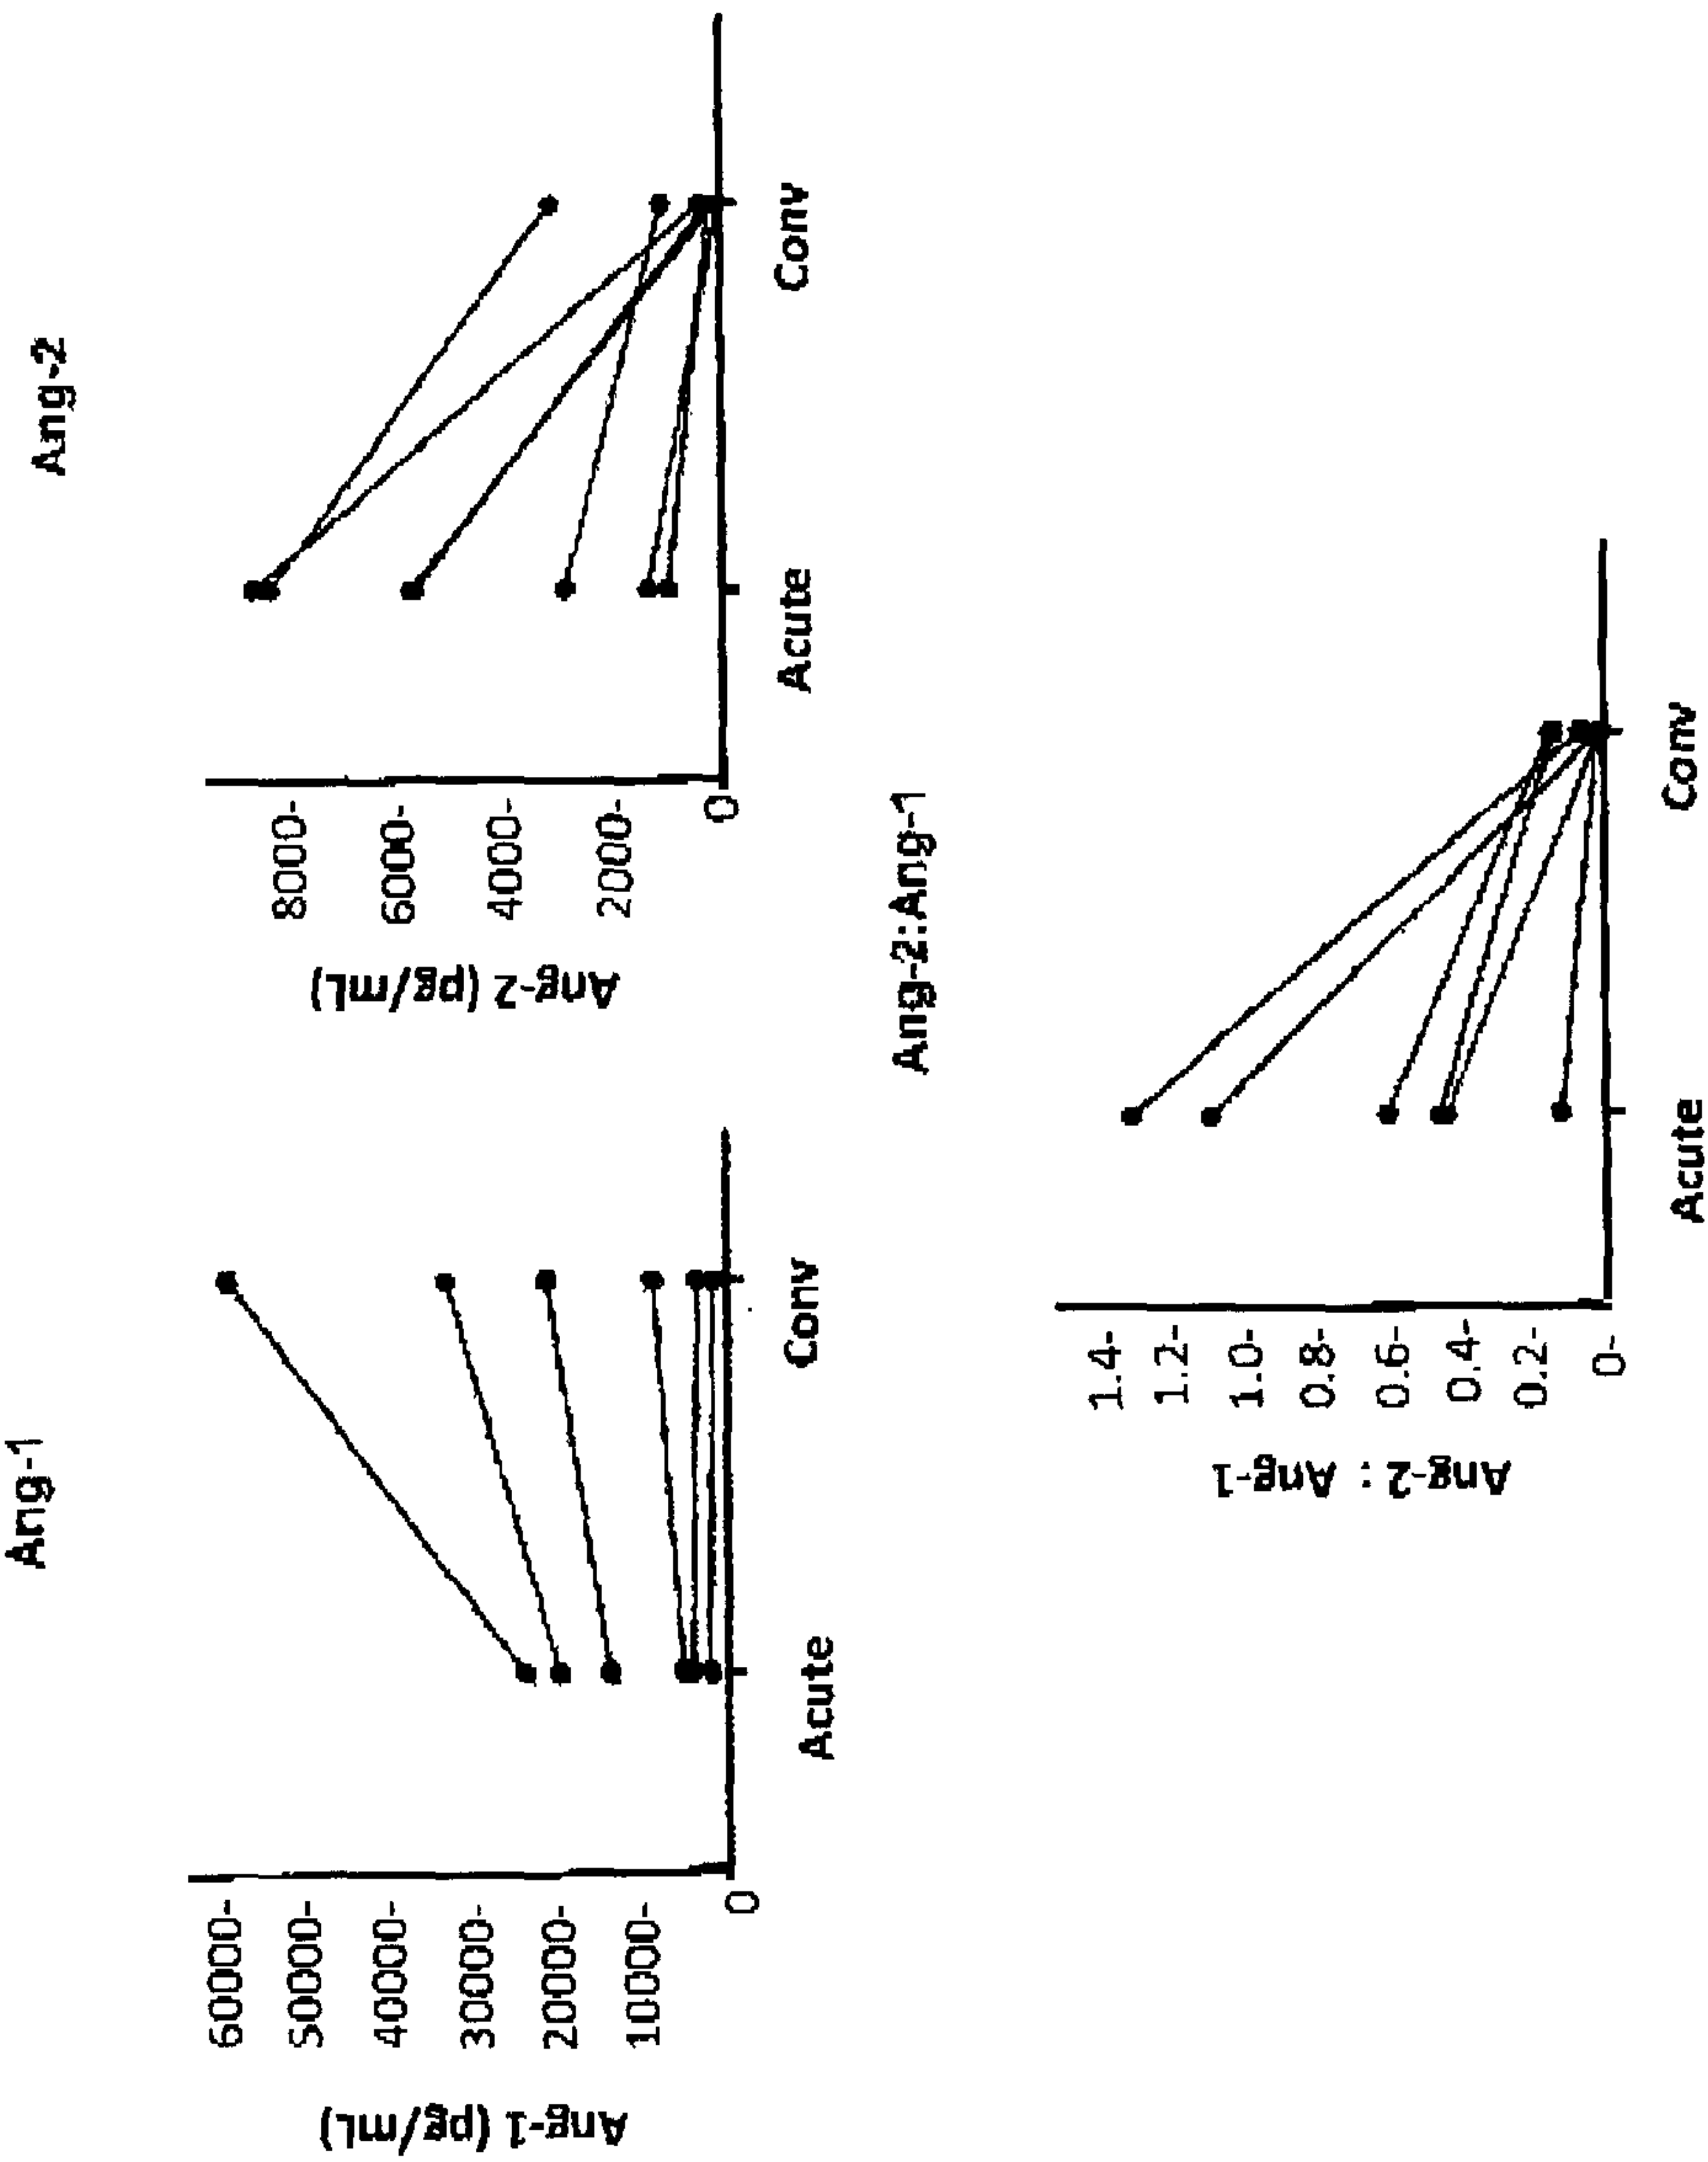 Ang-1
Ang-1 (pg/mL)
60000-
50000-
40000-
30000-
20000-
10000-
0
Acute
Conv
Ang-2
Ang-2 (pg/mL)
8000-
6000-
4000-
2000-
0
Acute
Conv
Ang-2:Ang-1
Ang-2 : Ang-1
1.4-
1.2-
1.0-
0.8-
0.6-
0.4-
0.2-
0-
Acute
Conv